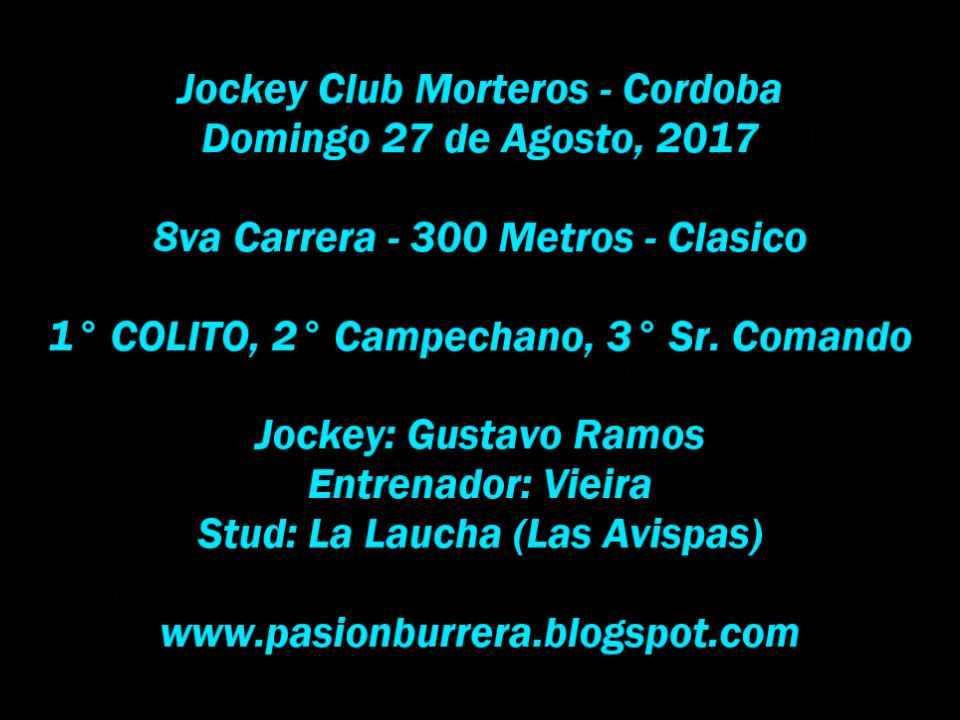 Jockey Club Morteros - Cordoba
Domingo 27 de Agosto, 2017
8va Carrera - 300 Metros - Clasico
1° COLITO, 2° Campechano, 3° Sr. Comando
Jockey: Gustavo Ramos
Entrenador: Vieira
Stud: La Laucha (Las Avispas)
www.pasionburrera.blogspot.com